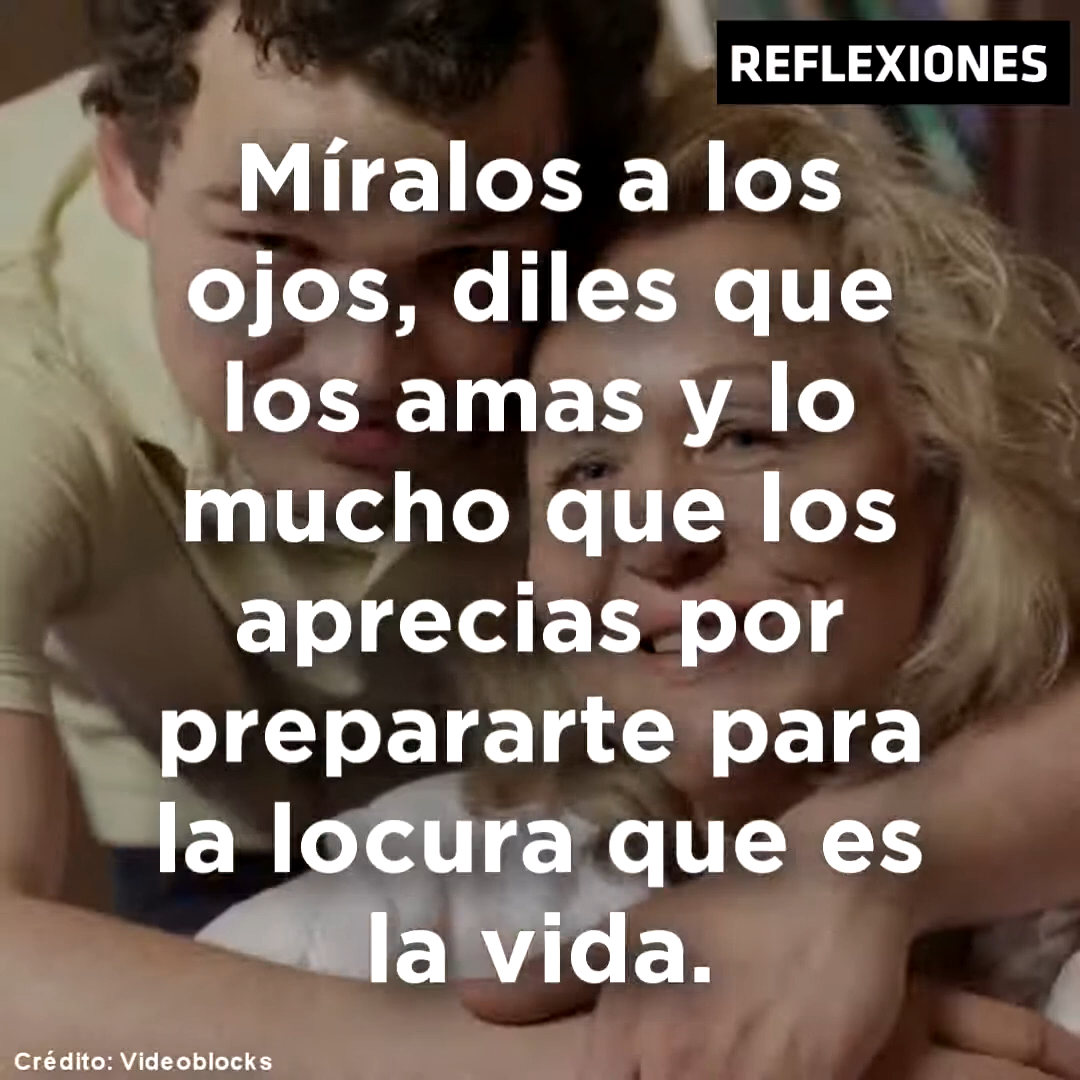 REFLEXIONES
Míralos a los
ojos, diles que
los amas y lo
mucho que los
aprecias por
prepararte para
la locura que es
la vida.
Crédito: Videoblocks